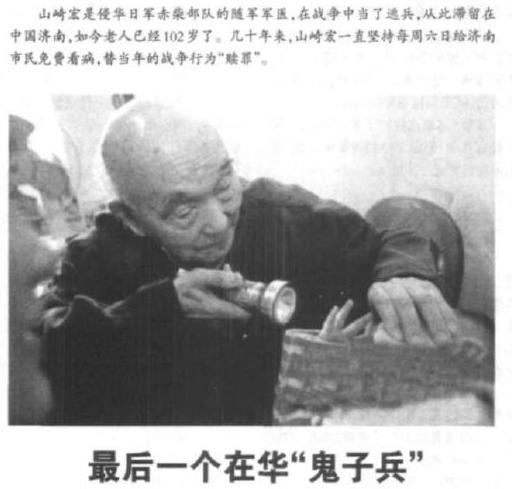 山崎宏是侵华日军赤柴部队的随军军医,在战争中当了逃兵,从此滞留在
中国济南,如今老人已经102岁了。几十年来,山崎宏一直坚持每周六日给济南
市民免费看病,替当年的战争行为“赎罪”。
最后一个在华“鬼子兵”